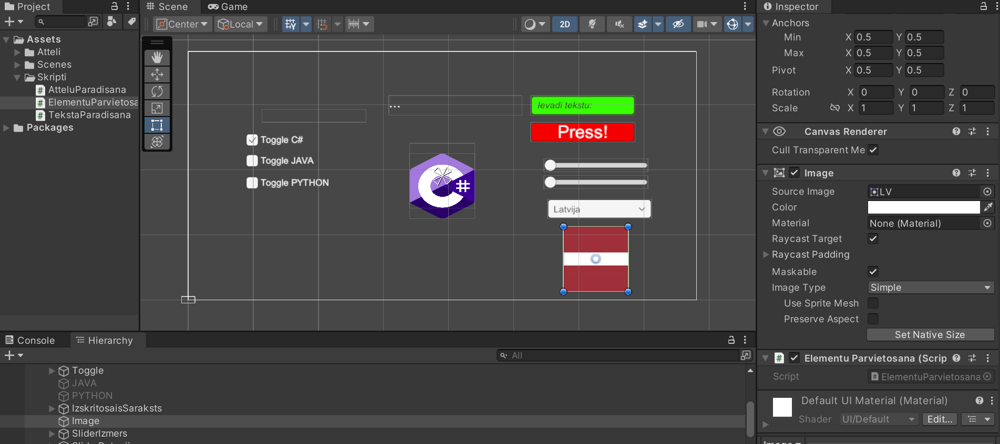 Project
Scene
Game
Inspector
Center
Local
2D
Assets
Atteli
Scenes
Skripti
AtteluParadisana
ElementuParvietosa
TekstaParadisana
Packages
...
Ievadi tekstu:
Press!
Toggle C#
Toggle JAVA
Toggle PYTHON
C#
Latvija
Anchors
Min X 0.5 Y 0.5
Max X 0.5 Y 0.5
Pivot X 0.5 Y 0.5
Rotation X 0 Y 0 Z 0
Scale X 1 Y 1 Z 1
Canvas Renderer
Cull Transparent Me
Image
Source Image LV
Color
Material None (Material)
Raycast Target
Raycast Padding
Maskable
Image Type Simple
Use Sprite Mesh
Preserve Aspect
Set Native Size
# Elementu Parvietosana (Scrip
Script # ElementuParvietosana
Default UI Material (Material)
Shader UI/Default Edit...
Console
Hierarchy
All
Toggle
JAVA
PYTHON
IzskritosaisSaraksts
Image
SliderIzmers